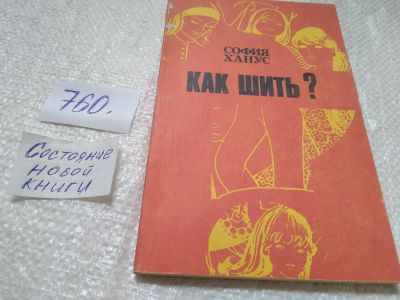 СОФИЯ
ХАНУС
КАК ШИТЬ?
760.
Состояние
новой
книги